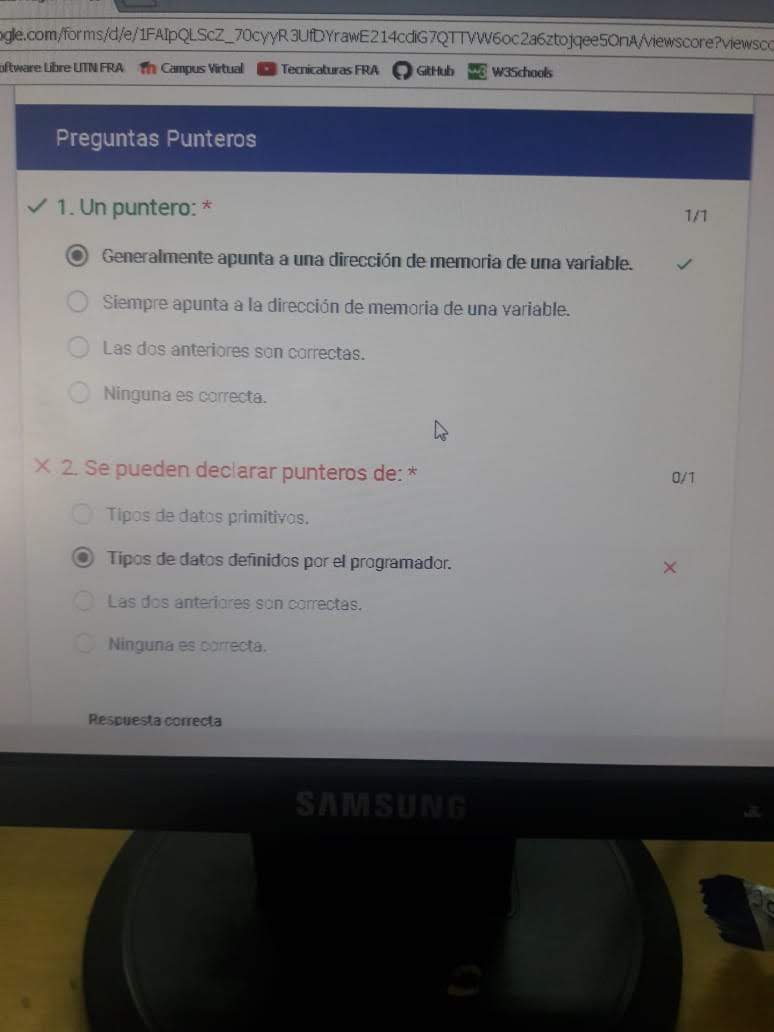 ogle.com/forms/d/e/1FAIpQLScZ_70cyyR3UfDYrawE214cdiG7QTTVW6oc2a6ztojqee5OnA/viewscore?viewsco
oftware Libre UTN FRA Campus Virtual Tecnicaturas FRA GitHub W3Schools
Preguntas Punteros
1. Un puntero: *
1/1
Generalmente apunta a una dirección de memoria de una variable.
Siempre apunta a la dirección de memoria de una variable.
Las dos anteriores son correctas.
Ninguna es correcta.
2. Se pueden declarar punteros de: *
0/1
Tipos de datos primitivos.
Tipos de datos definidos por el programador.
Las dos anteriores son correctas.
Ninguna es correcta.
Respuesta correcta
SAMSUNG